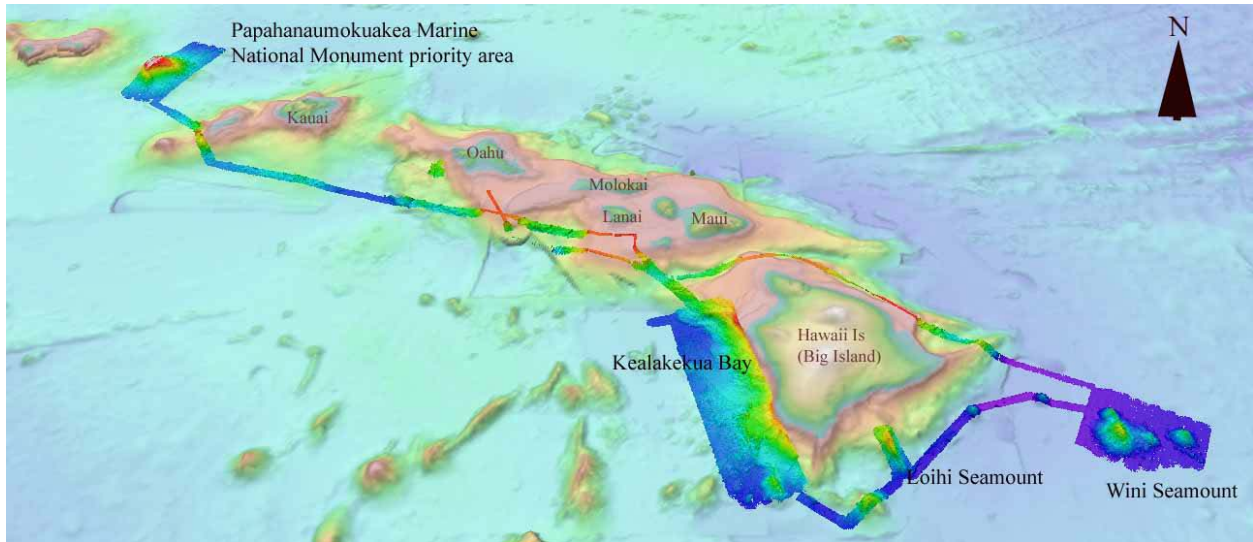 Papahanaumokuakea Marine
National Monument priority area
N
Kauai
Oahu
Molokai
Lanai
Maui
Hawaii Is
(Big Island)
Kealakekua Bay
Loihi Seamount
Wini Seamount